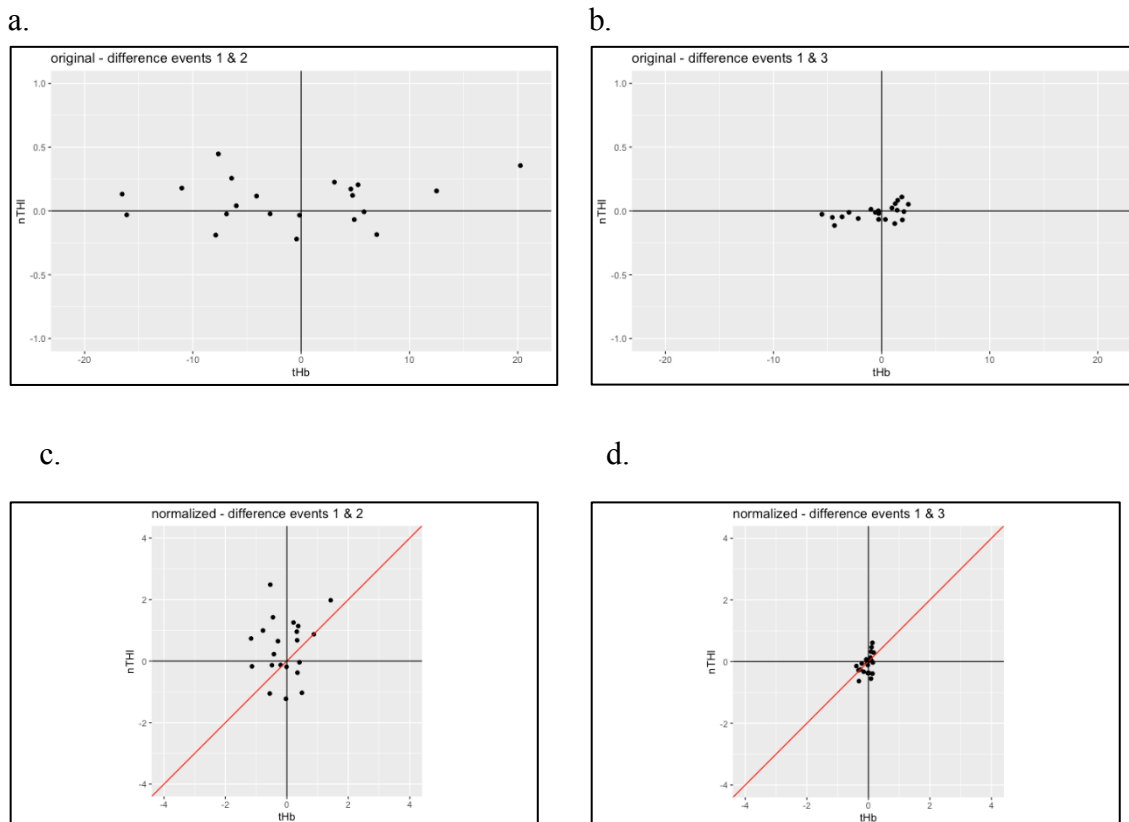 a.
original - difference events 1 & 2
1.0
0.5
0.0
-0.5
-1.0
nTHI
-20
-10
0
10
20
tHb
b.
original - difference events 1 & 3
1.0
0.5
0.0
-0.5
-1.0
nTHI
-20
-10
0
10
20
tHb
c.
normalized - difference events 1 & 2
4
2
0
-2
-4
nTHI
-4
-2
0
2
4
tHb
d.
normalized - difference events 1 & 3
4
2
0
-2
-4
nTHI
-4
-2
0
2
4
tHb